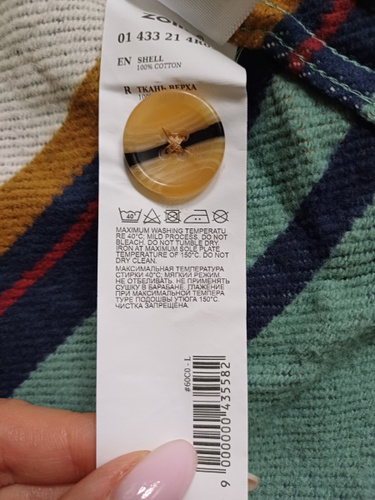 01 433 21 4
EN SHELL
100% COTTON
R ТКАНЬ ВЕРХА
40°
MAXIMUM WASHING TEMPERATU
RE 40°C; MILD PROCESS. DO NOT
BLEACH. DO NOT TUMBLE DRY.
IRON AT MAXIMUM SOLE PLATE
TEMPERATURE OF 150°C. DO NOT
DRY CLEAN.
МАКСИМАЛЬНАЯ ТЕМПЕРАТУРА
СТИРКИ 40°C; МЯГКИЙ РЕЖИМ.
НЕ ОТБЕЛИВАТЬ. НЕ ПРИМЕНЯТЬ
СУШКУ В БАРАБАНЕ. ГЛАЖЕНИЕ
ПРИ МАКСИМАЛЬНОЙ ТЕМПЕРА
ТУРЕ ПОДОШВЫ УТЮГА 150°C.
ЧИСТКА ЗАПРЕЩЕНА.
#60C0 - L
9 000000 435582